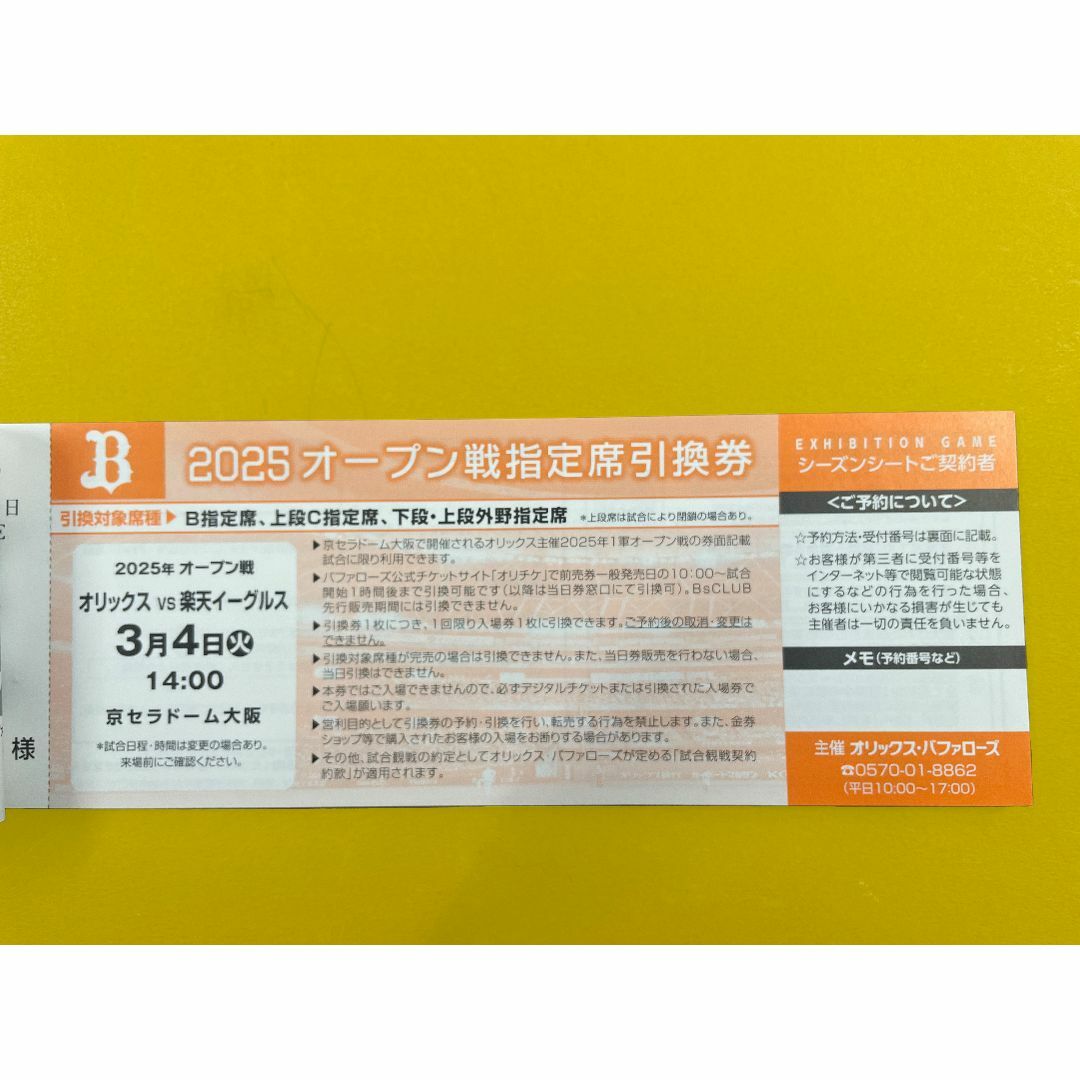 日
様
B
2025 オープン戦指定席引換券
引換対象席種▶ B指定席、上段C指定席、下段・上段外野指定席 *上段席は試合により閉鎖の場合あり。
2025年 オープン戦
オリックス VS 楽天イーグルス
3月4日火
14:00
京セラドーム大阪
*試合日程・時間は変更の場合あり。
来場前にご確認ください。
▶京セラドーム大阪で開催されるオリックス主催2025年1軍オープン戦の券面記載
試合に限り利用できます。
▶バファローズ公式チケットサイト「オリチケ」で前売券一般発売日の10:00～試合
開始1時間後まで引換可能です(以降は当日券窓口にて引換可)。BsCLUB
先行販売期間には引換できません。
▶引換券1枚につき、1回限り入場券1枚に引換できます。ご予約後の取消・変更は
できません。
▶引換対象席種が完売の場合は引換できません。また、当日券販売を行わない場合、
当日引換はできません。
▶本券ではご入場できませんので、必ずデジタルチケットまたは引換された入場券で
ご入場願います。
▶営利目的として引換券の予約・引換を行い、転売する行為を禁止します。また、金券
ショップ等で購入されたお客様の入場をお断りする場合があります。
▶その他、試合観戦の約定としてオリックス・バファローズが定める「試合観戦契約
約款」が適用されます。
EXHIBITION GAME
シーズンシートご契約者
<ご予約について>
☆予約方法・受付番号は裏面に記載。
☆お客様が第三者に受付番号等を
インターネット等で閲覧可能な状態
にするなどの行為を行った場合、
お客様にいかなる損害が生じても
主催者は一切の責任を負いません。
メモ(予約番号など)
主催 オリックス・バファローズ
☎0570-01-8862
(平日10:00～17:00)